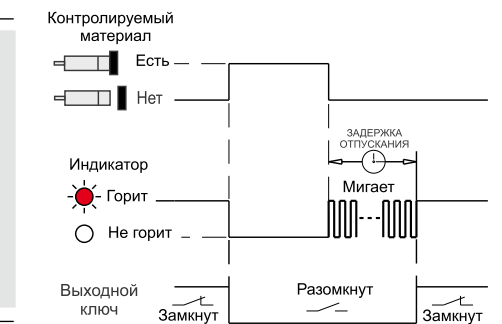 Контролируемый
материал
Есть
Нет
ЗАДЕРЖКА
ОТПУСКАНИЯ
Индикатор
Мигает
Горит
Не горит
Выходной
ключ
Замкнут
Разомкнут
Замкнут